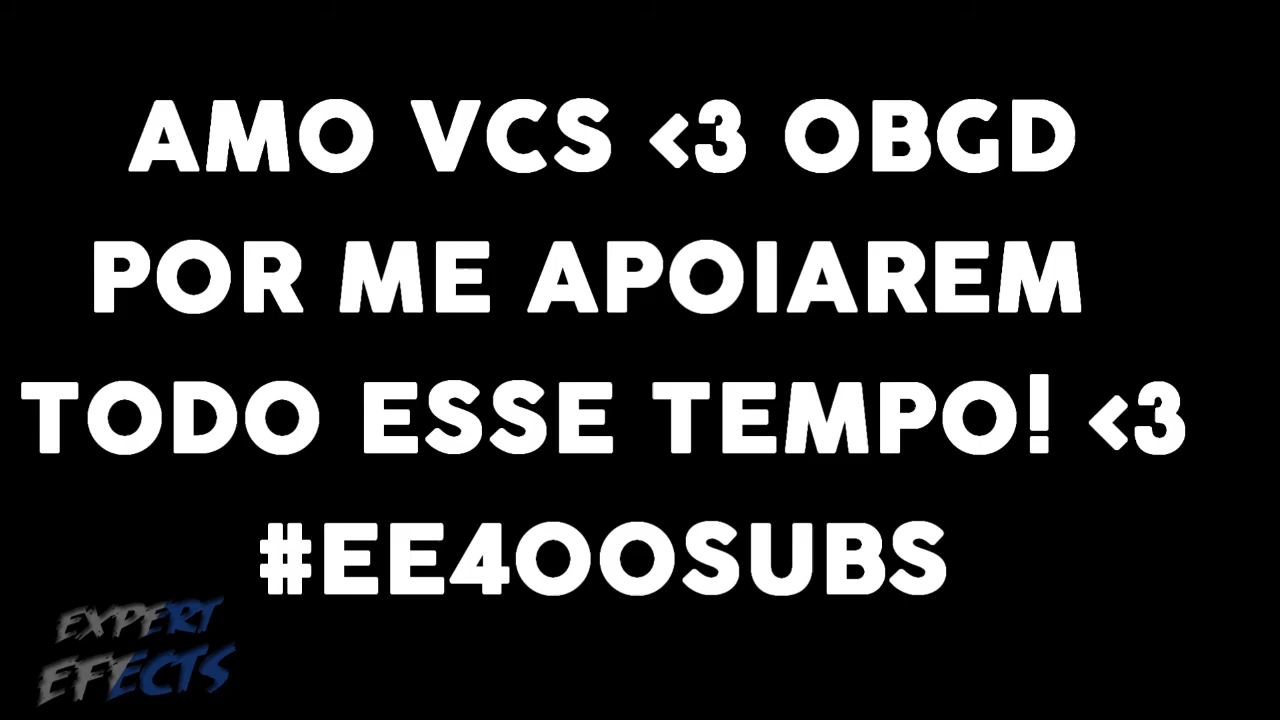 AMO VCS <3 OBGD
POR ME APOIAREM
TODO ESSE TEMPO! <3
#EE400SUBS
EXPERT
EFECTS